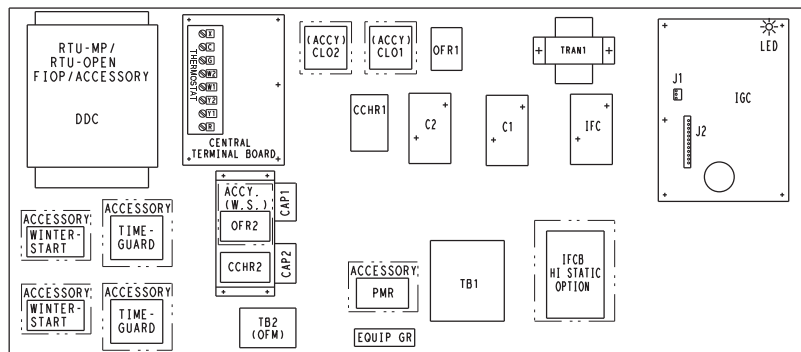 RTU-MP/
RTU-OPEN
FIOP/ACCESSORY
DDC
THERMOSTAT
X
C
G
W2
W1
Y2
Y1
R
CENTRAL
TERMINAL BOARD
(ACCY)
CLO2
(ACCY)
CLO1
OFR1
TRAN1
LED
J1
IGC
J2
CCHR1
C2
C1
IFC
ACCESSORY
WINTER-
START
ACCESSORY
TIME-
GUARD
ACCY.
(W.S.)
OFR2
CAP1
CCHR2
CAP2
ACCESSORY
PMR
TB1
IFCB
HI STATIC
OPTION
ACCESSORY
WINTER-
START
ACCESSORY
TIME-
GUARD
TB2
(OFM)
EQUIP GR